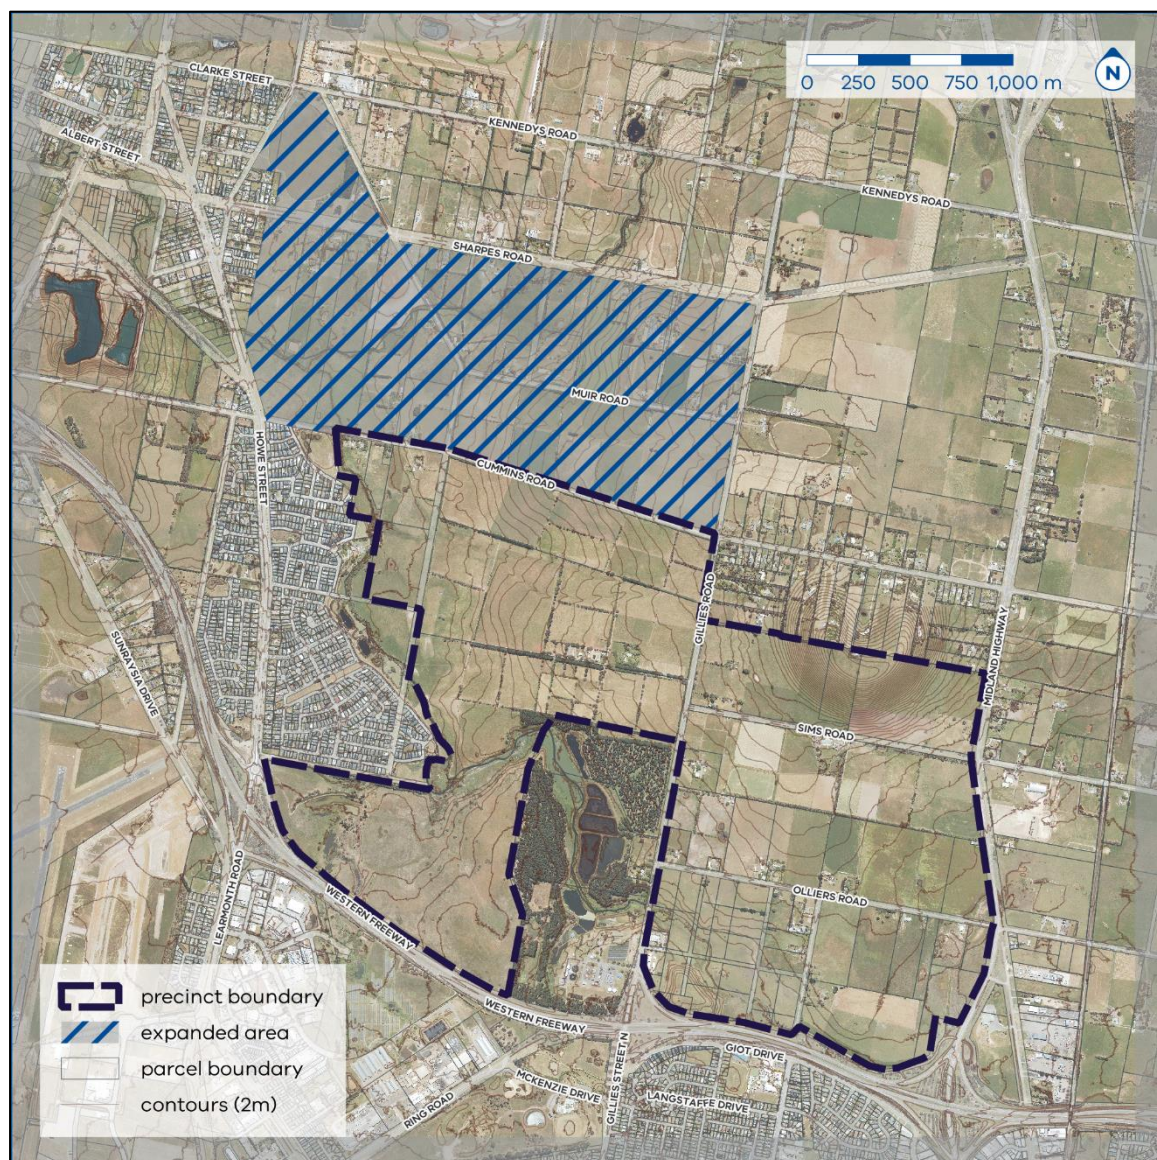 CLARKE STREET
0 250 500 750 1,000 m
N
KENNEDYS ROAD
ALBERT STREET
KENNEDYS ROAD
SHARPES ROAD
MUIR ROAD
HOWE STREET
CUMMINS ROAD
GILLIES ROAD
MIDLAND HIGHWAY
SUNRAYSIA DRIVE
SIMS ROAD
OLLIERS ROAD
LEARMONTH ROAD
WESTERN FREEWAY
WESTERN FREEWAY
GILLIES STREET N
GIOT DRIVE
MCKENZIE DRIVE
LANGSTAFFE DRIVE
RING ROAD
precinct boundary
expanded area
parcel boundary
contours (2m)